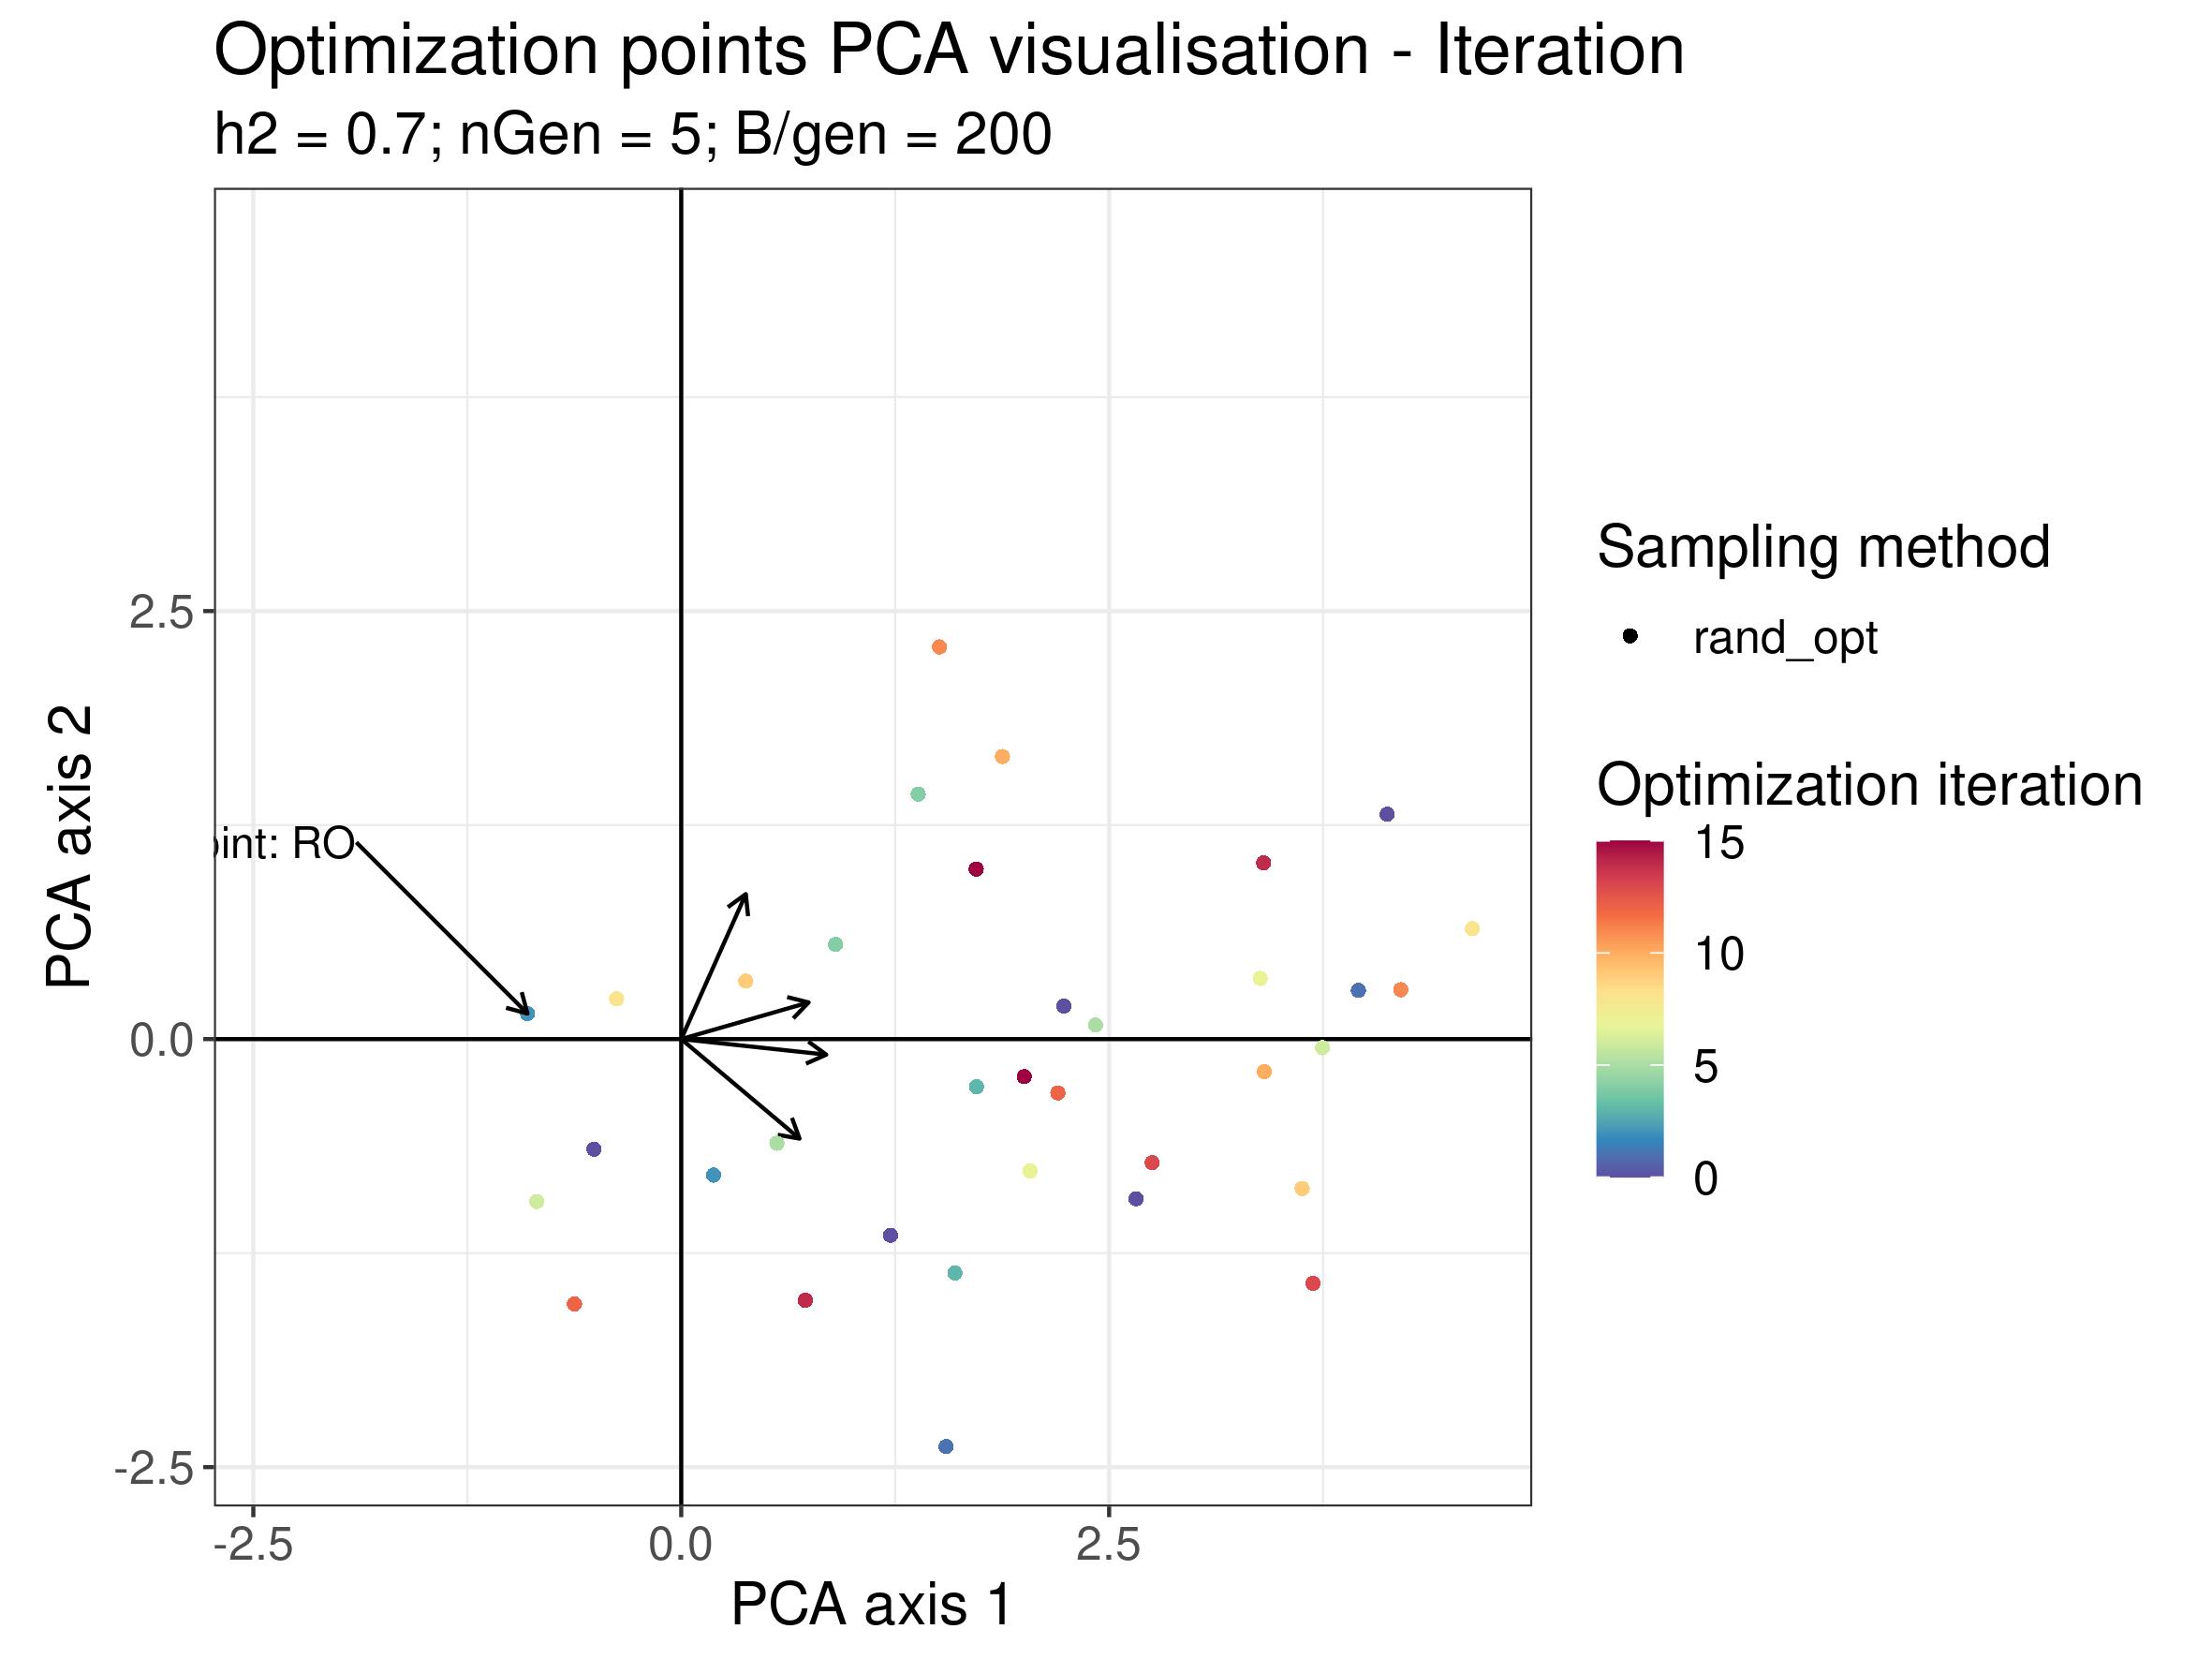 Optimization points PCA visualisation - Iteration
h2 = 0.7; nGen = 5; B/gen = 200
PCA axis 2
2.5
0.0
-2.5
int: RO
-2.5
0.0
2.5
PCA axis 1
Sampling method
rand_opt
Optimization iteration
15
10
5
0